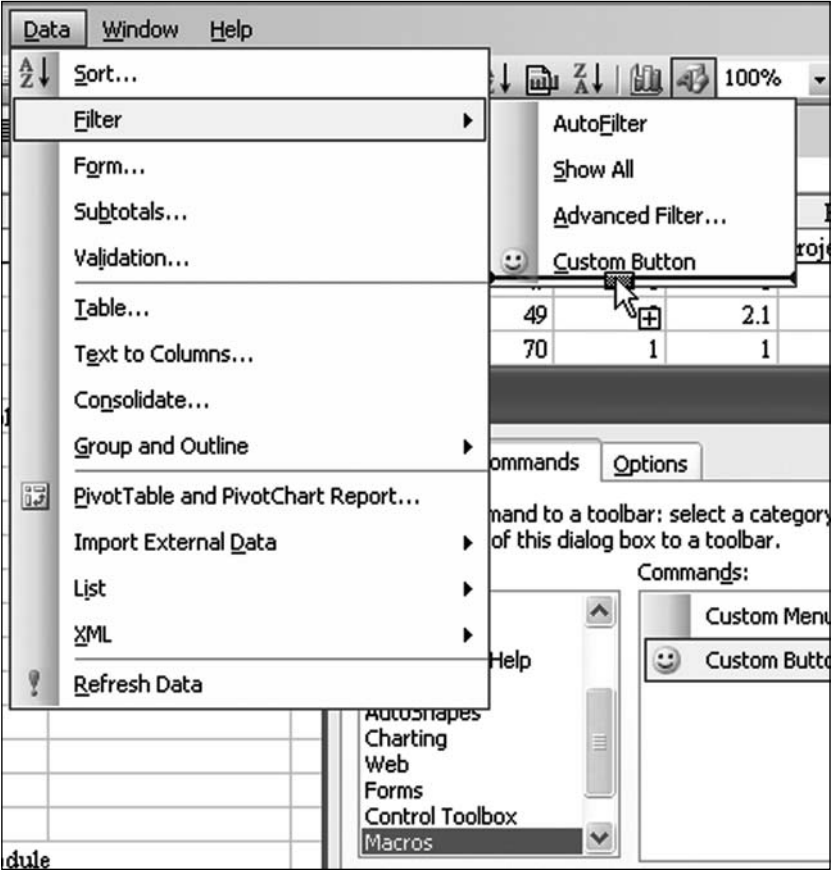 Data Window Help
Sort...
100%
Filter
AutoFilter
Form...
Show All
Subtotals...
Advanced Filter...
Validation...
Custom Button
Table...
49 2.1
Text to Columns...
70 1 1
Consolidate...
Group and Outline
ommands Options
PivotTable and PivotChart Report...
mand to a toolbar: select a category
of this dialog box to a toolbar.
Import External Data
Commands:
List
Custom Menu
XML
Help
Custom Butto
Refresh Data
AutoShapes
Charting
Web
Forms
Control Toolbox
Macros
dule